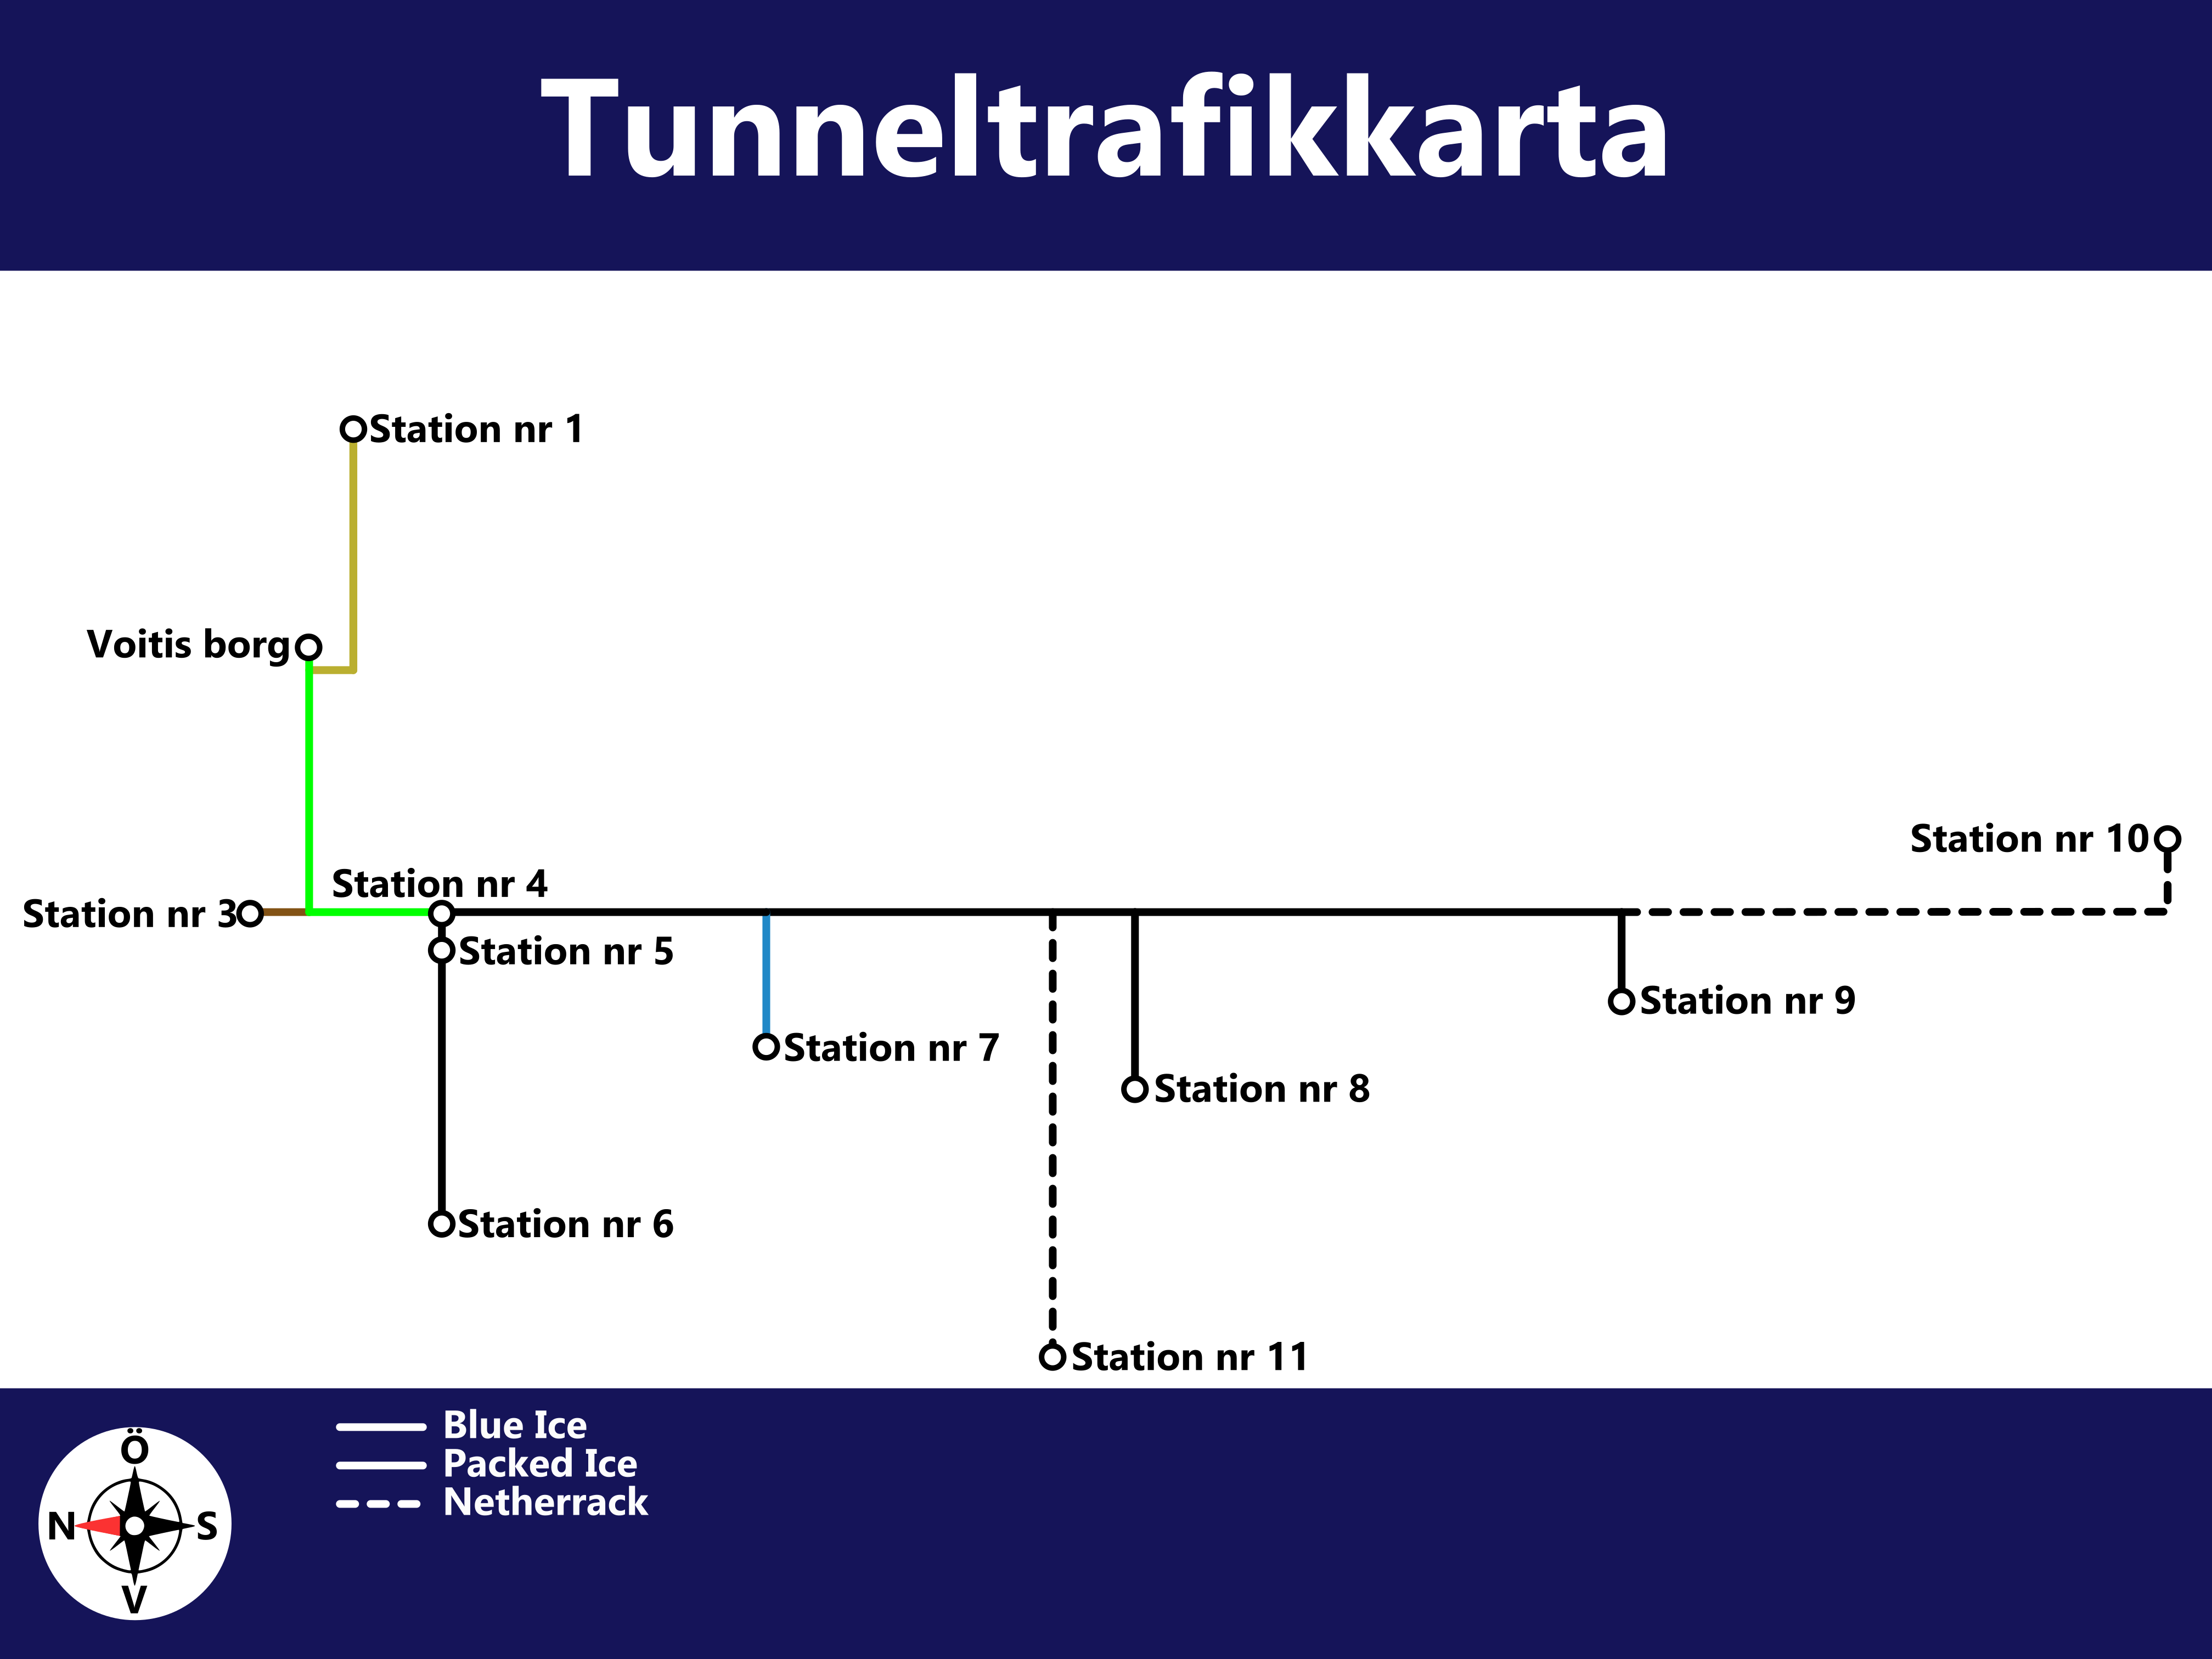 Tunneltrafikkarta
Station nr 1
Voitis borg
Station nr 10
Station nr 4
Station nr 3
Station nr 5
Station nr 9
Station nr 7
Station nr 8
Station nr 6
Station nr 11
Blue Ice
Packed Ice
Netherrack
Ö
N S
V